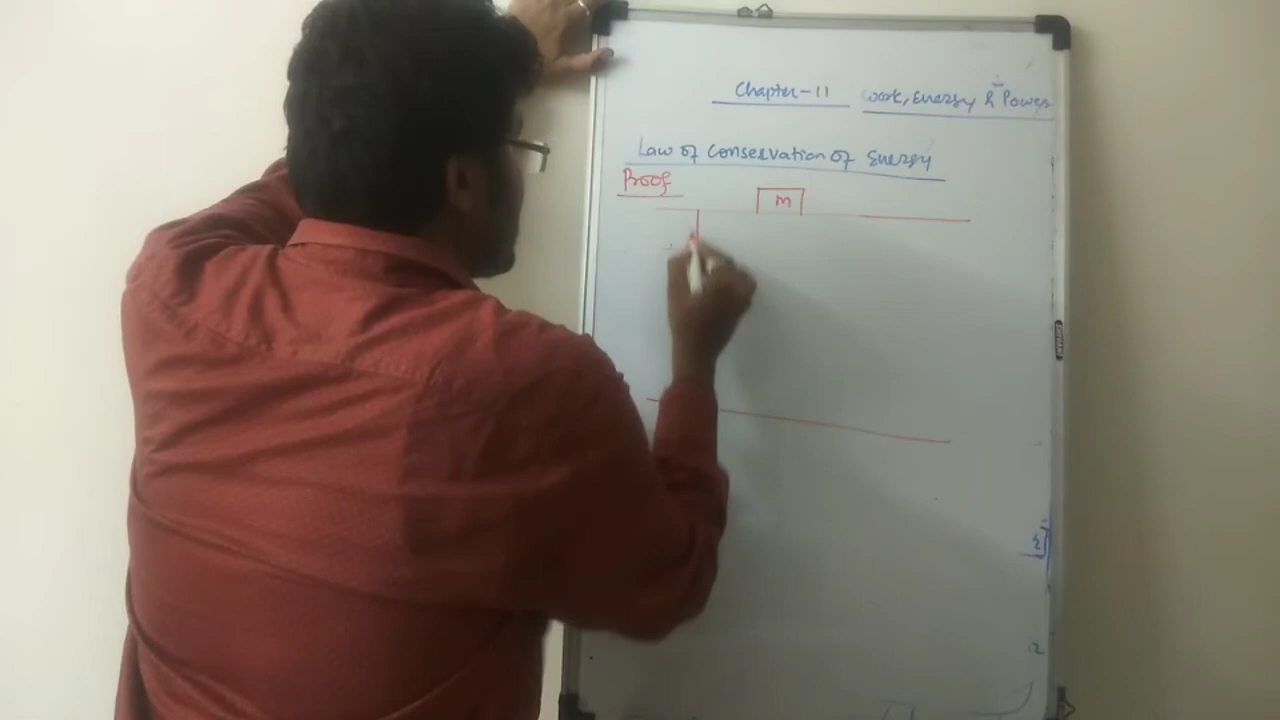 Chapter-11 Work, Energy & Power
Law of Conservation of Energy
Proof
m